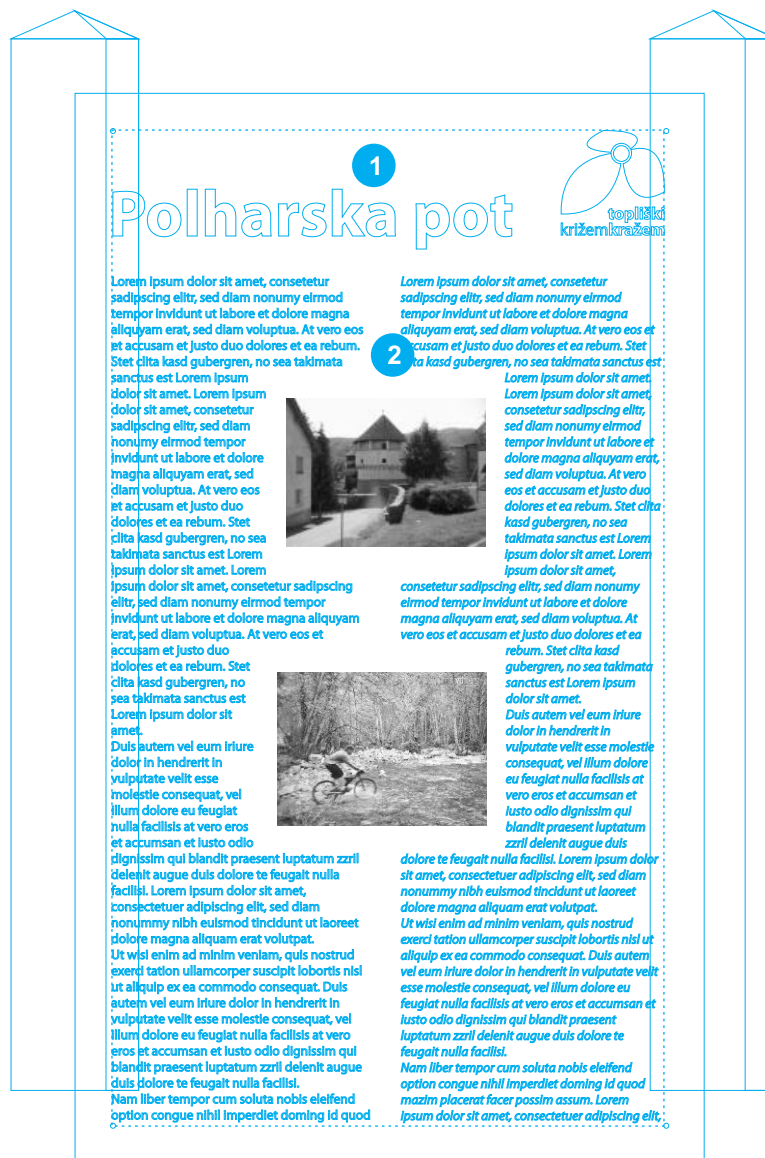 1
Polharska pot
topliški
križemkražem
Lorem ipsum dolor sit amet, consetetur
sadipscing elitr, sed diam nonumy eirmod
tempor invidunt ut labore et dolore magna
aliquyam erat, sed diam voluptua. At vero eos
et accusam et justo duo dolores et ea rebum.
Stet clita kasd gubergren, no sea takimata
sanctus est Lorem ipsum
dolor sit amet. Lorem ipsum
dolor sit amet, consetetur
sadipscing elitr, sed diam
nonumy eirmod tempor
invidunt ut labore et dolore
magna aliquyam erat, sed
diam voluptua. At vero eos
et accusam et justo duo
dolores et ea rebum. Stet
clita kasd gubergren, no sea
takimata sanctus est Lorem
ipsum dolor sit amet. Lorem
ipsum dolor sit amet, consetetur sadipscing
elitr, sed diam nonumy eirmod tempor
invidunt ut labore et dolore magna aliquyam
erat, sed diam voluptua. At vero eos et
accusam et justo duo
dolores et ea rebum. Stet
clita kasd gubergren, no
sea takimata sanctus est
Lorem ipsum dolor sit
amet.
Duis autem vel eum iriure
dolor in hendrerit in
vulputate velit esse
molestie consequat, vel
illum dolore eu feugiat
nulla facilisis at vero eros
et accumsan et iusto odio
dignissim qui blandit praesent luptatum zzril
delenit augue duis dolore te feugait nulla
facilisi. Lorem ipsum dolor sit amet,
consectetuer adipiscing elit, sed diam
nonummy nibh euismod tincidunt ut laoreet
dolore magna aliquam erat volutpat.
Ut wisi enim ad minim veniam, quis nostrud
exerci tation ullamcorper suscipit lobortis nisl
ut aliquip ex ea commodo consequat. Duis
autem vel eum iriure dolor in hendrerit in
vulputate velit esse molestie consequat, vel
illum dolore eu feugiat nulla facilisis at vero
eros et accumsan et iusto odio dignissim qui
blandit praesent luptatum zzril delenit augue
duis dolore te feugait nulla facilisi.
Nam liber tempor cum soluta nobis eleifend
option congue nihil imperdiet doming id quod
2
Lorem ipsum dolor sit amet, consetetur
sadipscing elitr, sed diam nonumy eirmod
tempor invidunt ut labore et dolore magna
aliquyam erat, sed diam voluptua. At vero eos et
accusam et justo duo dolores et ea rebum. Stet
clita kasd gubergren, no sea takimata sanctus est
Lorem ipsum dolor sit amet.
Lorem ipsum dolor sit amet,
consetetur sadipscing elitr,
sed diam nonumy eirmod
tempor invidunt ut labore et
dolore magna aliquyam erat,
sed diam voluptua. At vero
eos et accusam et justo duo
dolores et ea rebum. Stet clita
kasd gubergren, no sea
takimata sanctus est Lorem
ipsum dolor sit amet. Lorem
ipsum dolor sit amet,
consetetur sadipscing elitr, sed diam nonumy
eirmod tempor invidunt ut labore et dolore
magna aliquyam erat, sed diam voluptua. At
vero eos et accusam et justo duo dolores et ea
rebum. Stet clita kasd
gubergren, no sea takimata
sanctus est Lorem ipsum
dolor sit amet.
Duis autem vel eum iriure
dolor in hendrerit in
vulputate velit esse molestie
consequat, vel illum dolore
eu feugiat nulla facilisis at
vero eros et accumsan et
iusto odio dignissim qui
blandit praesent luptatum
zzril delenit augue duis
dolore te feugait nulla facilisi. Lorem ipsum dolor
sit amet, consectetuer adipiscing elit, sed diam
nonummy nibh euismod tincidunt ut laoreet
dolore magna aliquam erat volutpat.
Ut wisi enim ad minim veniam, quis nostrud
exerci tation ullamcorper suscipit lobortis nisl ut
aliquip ex ea commodo consequat. Duis autem
vel eum iriure dolor in hendrerit in vulputate velit
esse molestie consequat, vel illum dolore eu
feugiat nulla facilisis at vero eros et accumsan et
iusto odio dignissim qui blandit praesent
luptatum zzril delenit augue duis dolore te
feugait nulla facilisi.
Nam liber tempor cum soluta nobis eleifend
option congue nihil imperdiet doming id quod
mazim placerat facer possim assum. Lorem
ipsum dolor sit amet, consectetuer adipiscing elit,